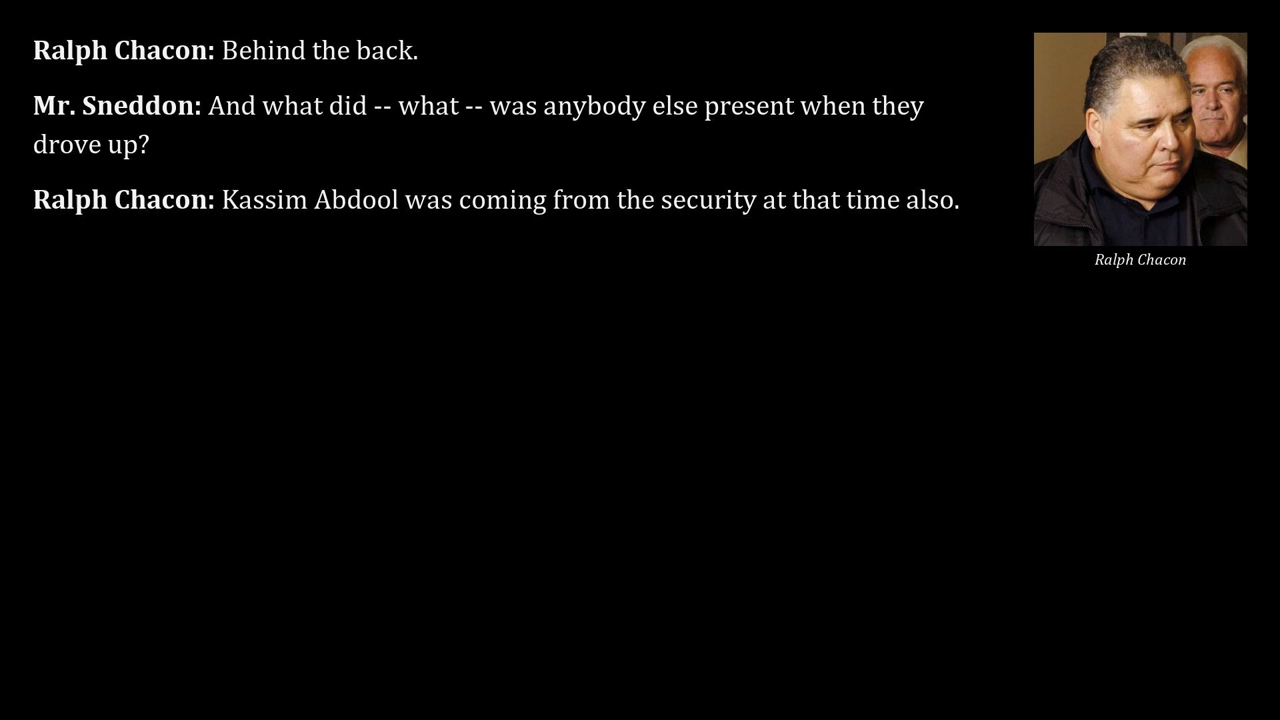 Ralph Chacon: Behind the back.
Mr. Sneddon: And what did -- what -- was anybody else present when they
drove up?
Ralph Chacon: Kassim Abdool was coming from the security at that time also.
Ralph Chacon